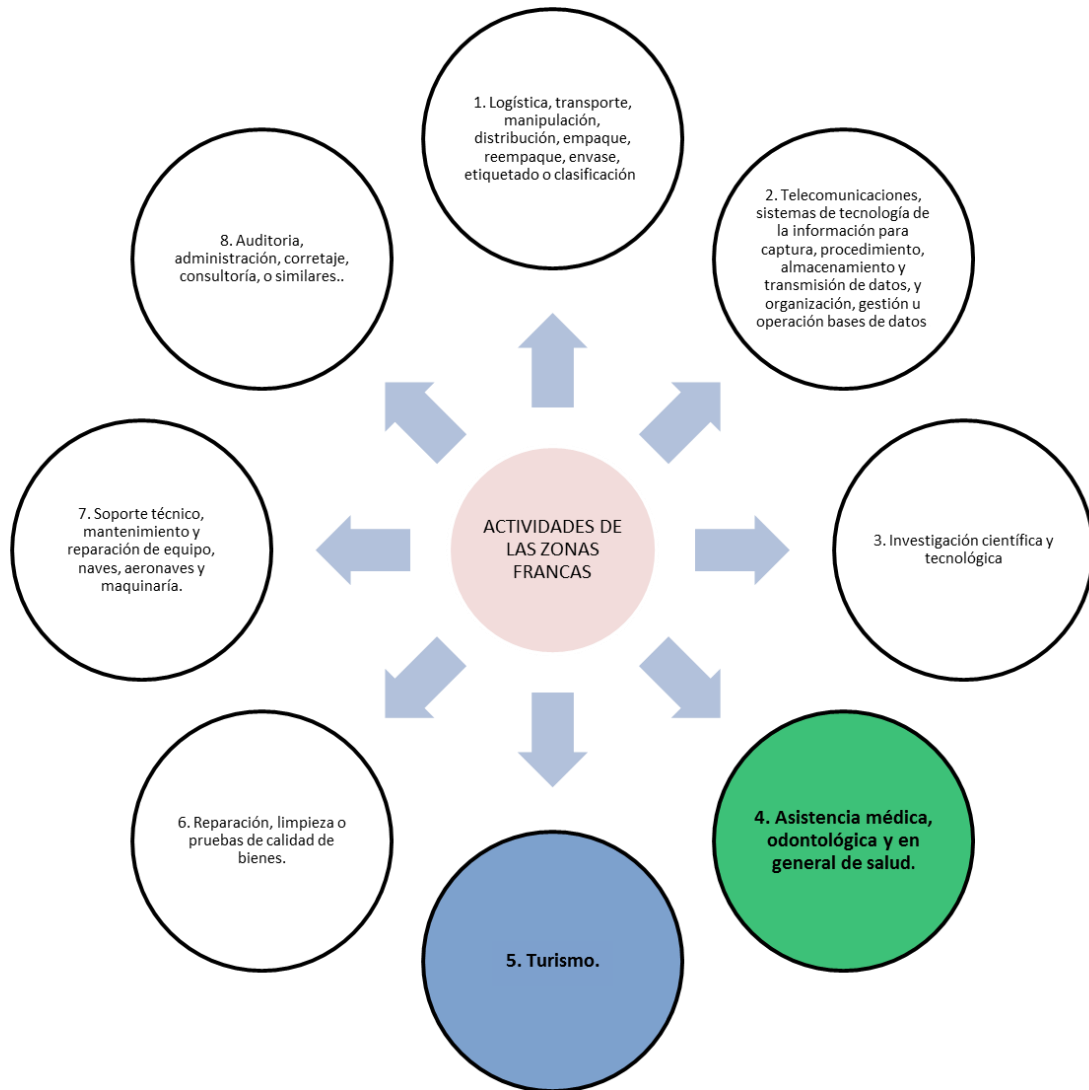 ACTIVIDADES DE
LAS ZONAS
FRANCAS
1. Logística, transporte,
manipulación,
distribución, empaque,
reempaque, envase,
etiquetado o clasificación
2. Telecomunicaciones,
sistemas de tecnología de
la información para
captura, procedimiento,
almacenamiento y
transmisión de datos, y
organización, gestión u
operación bases de datos
3. Investigación científica y
tecnológica
4. Asistencia médica,
odontológica y en
general de salud.
5. Turismo.
6. Reparación, limpieza o
pruebas de calidad de
bienes.
7. Soporte técnico,
mantenimiento y
reparación de equipo,
naves, aeronaves y
maquinaría.
8. Auditoria,
administración, corretaje,
consultoría, o similares..